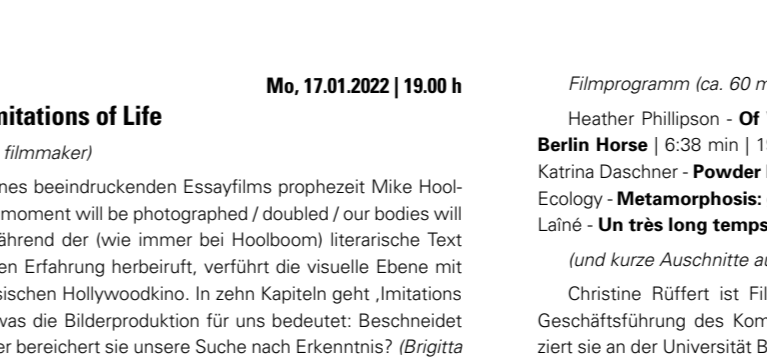 Mo, 17.01.2022 | 19.00 h
mitations of Life
filmmaker)
nes beeindruckenden Essayfilms prophezeit Mike Hool-
moment will be photographed / doubled / our bodies will
ährend der (wie immer bei Hoolboom) literarische Text
en Erfahrung herbeiruft, verführt die visuelle Ebene mit
sischen Hollywoodkino. In zehn Kapiteln geht ‚Imitations
was die Bilderproduktion für uns bedeutet: Beschneidet
er bereichert sie unsere Suche nach Erkenntnis? (Brigitta
Filmprogramm (ca. 60 m
Heather Phillipson - Of
Berlin Horse | 6:38 min | 1
Katrina Daschner - Powder
Ecology - Metamorphosis:
Laîné - Un très long temps
(und kurze Auschnitte au
Christine Rüffert ist Fil
Geschäftsführung des Kom
ziert sie an der Universität B